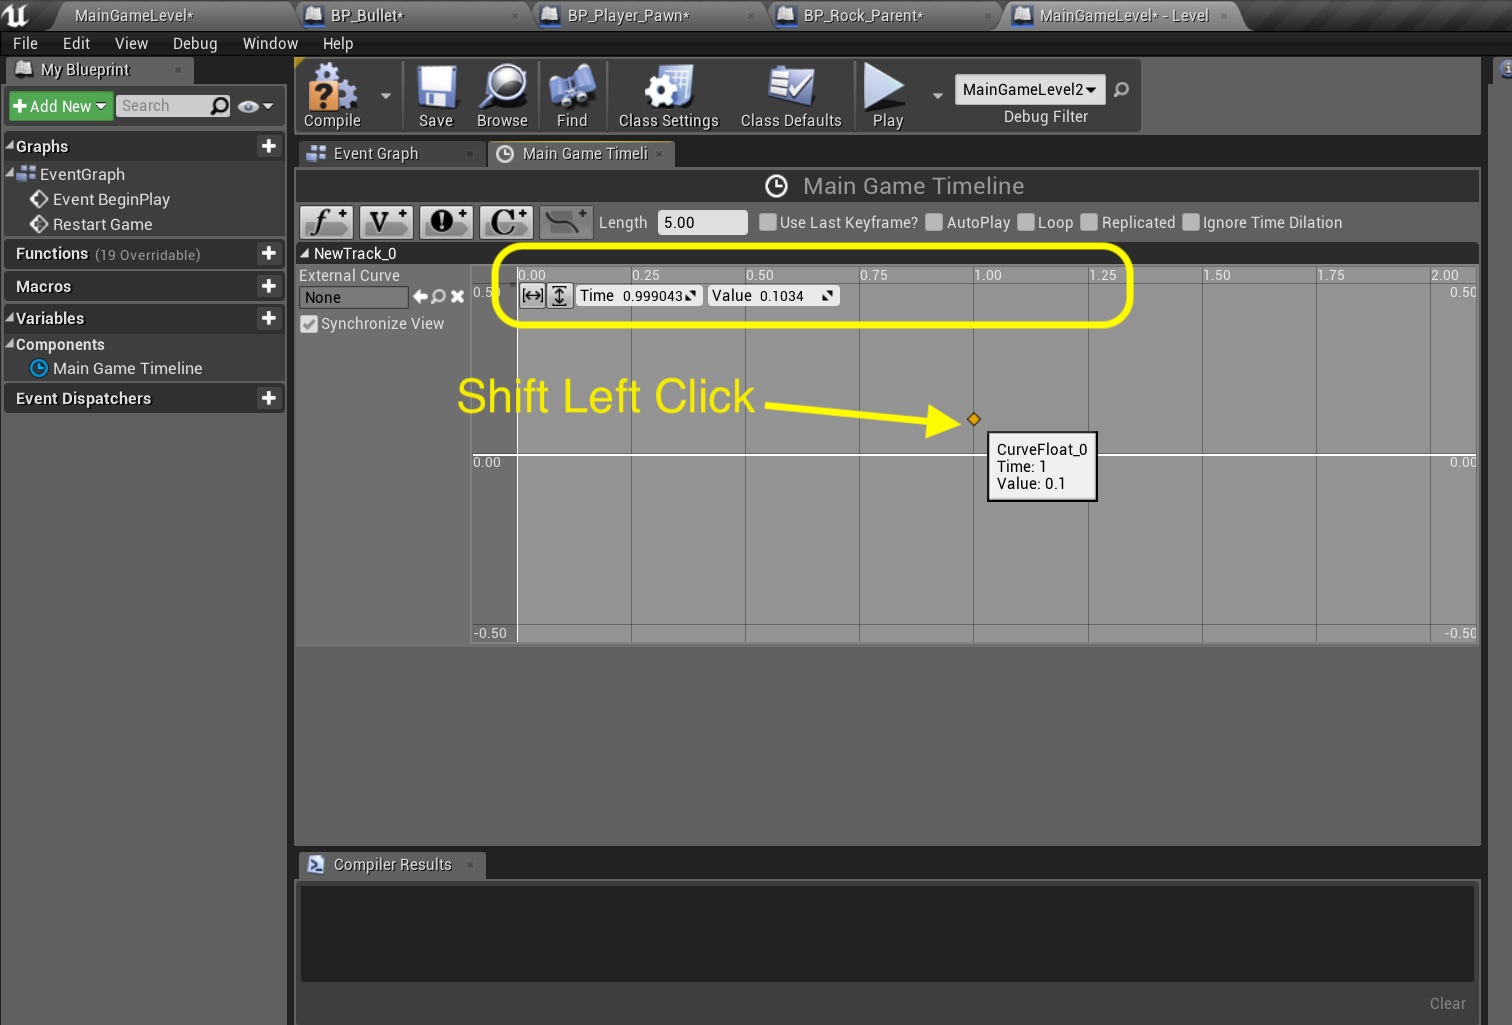 MainGameLevel*
BP_Bullet*
BP_Player_Pawn*
BP_Rock_Parent*
MainGameLevel* - Level
File Edit View Debug Window Help
My Blueprint
Add New Search
Graphs
EventGraph
Event BeginPlay
Restart Game
Functions (19 Overridable)
Macros
Variables
Components
Main Game Timeline
Event Dispatchers
Compile Save Browse Find Class Settings Class Defaults Play
MainGameLevel2
Debug Filter
Event Graph
Main Game Timeli
Main Game Timeline
f V ! C Length 5.00 Use Last Keyframe? AutoPlay Loop Replicated Ignore Time Dilation
NewTrack_0
External Curve
None
Synchronize View
0.00 0.25 0.50 0.75 1.00 1.25 1.50 1.75 2.00
0.50 Time 0.999043 Value 0.1034 0.50
Shift Left Click
CurveFloat_0
Time: 1
Value: 0.1
0.00 0.00
-0.50 -0.50
Compiler Results
Clear